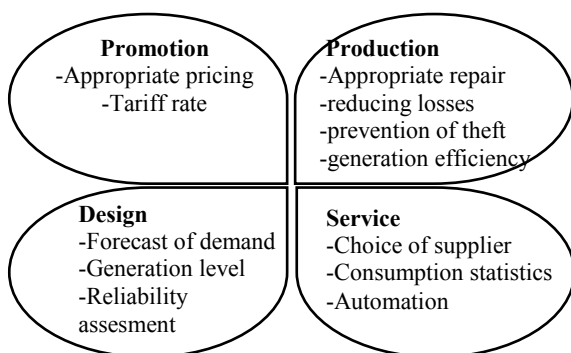 Promotion
-Appropriate pricing
-Tariff rate
Production
-Appropriate repair
-reducing losses
-prevention of theft
-generation efficiency
Design
-Forecast of demand
-Generation level
-Reliability
assesment
Service
-Choice of supplier
-Consumption statistics
-Automation